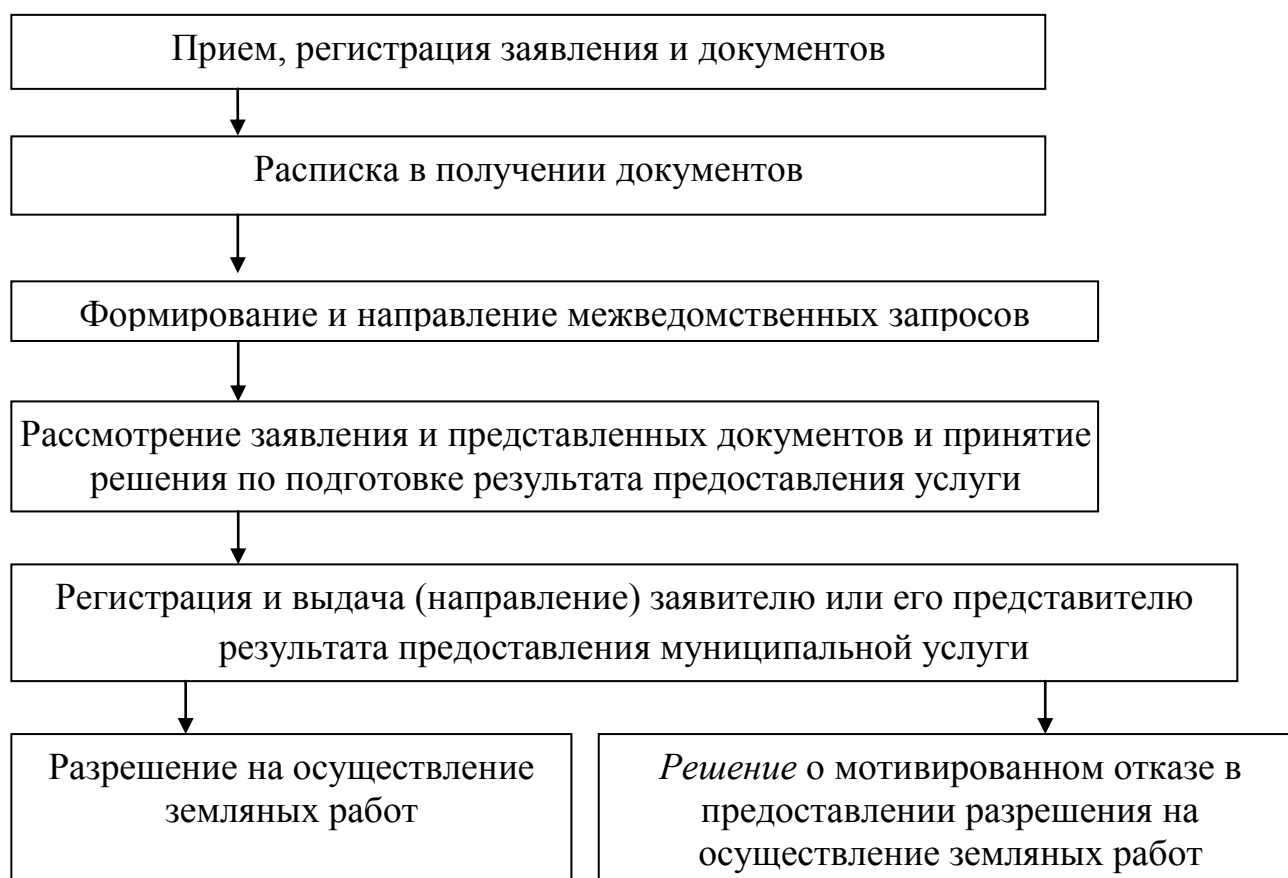 Прием, регистрация заявления и документов
Расписка в получении документов
Формирование и направление межведомственных запросов
Рассмотрение заявления и представленных документов и принятие
решения по подготовке результата предоставления услуги
Регистрация и выдача (направление) заявителю или его представителю
результата предоставления муниципальной услуги
Разрешение на осуществление
земляных работ
Решение о мотивированном отказе в
предоставлении разрешения на
осуществление земляных работ